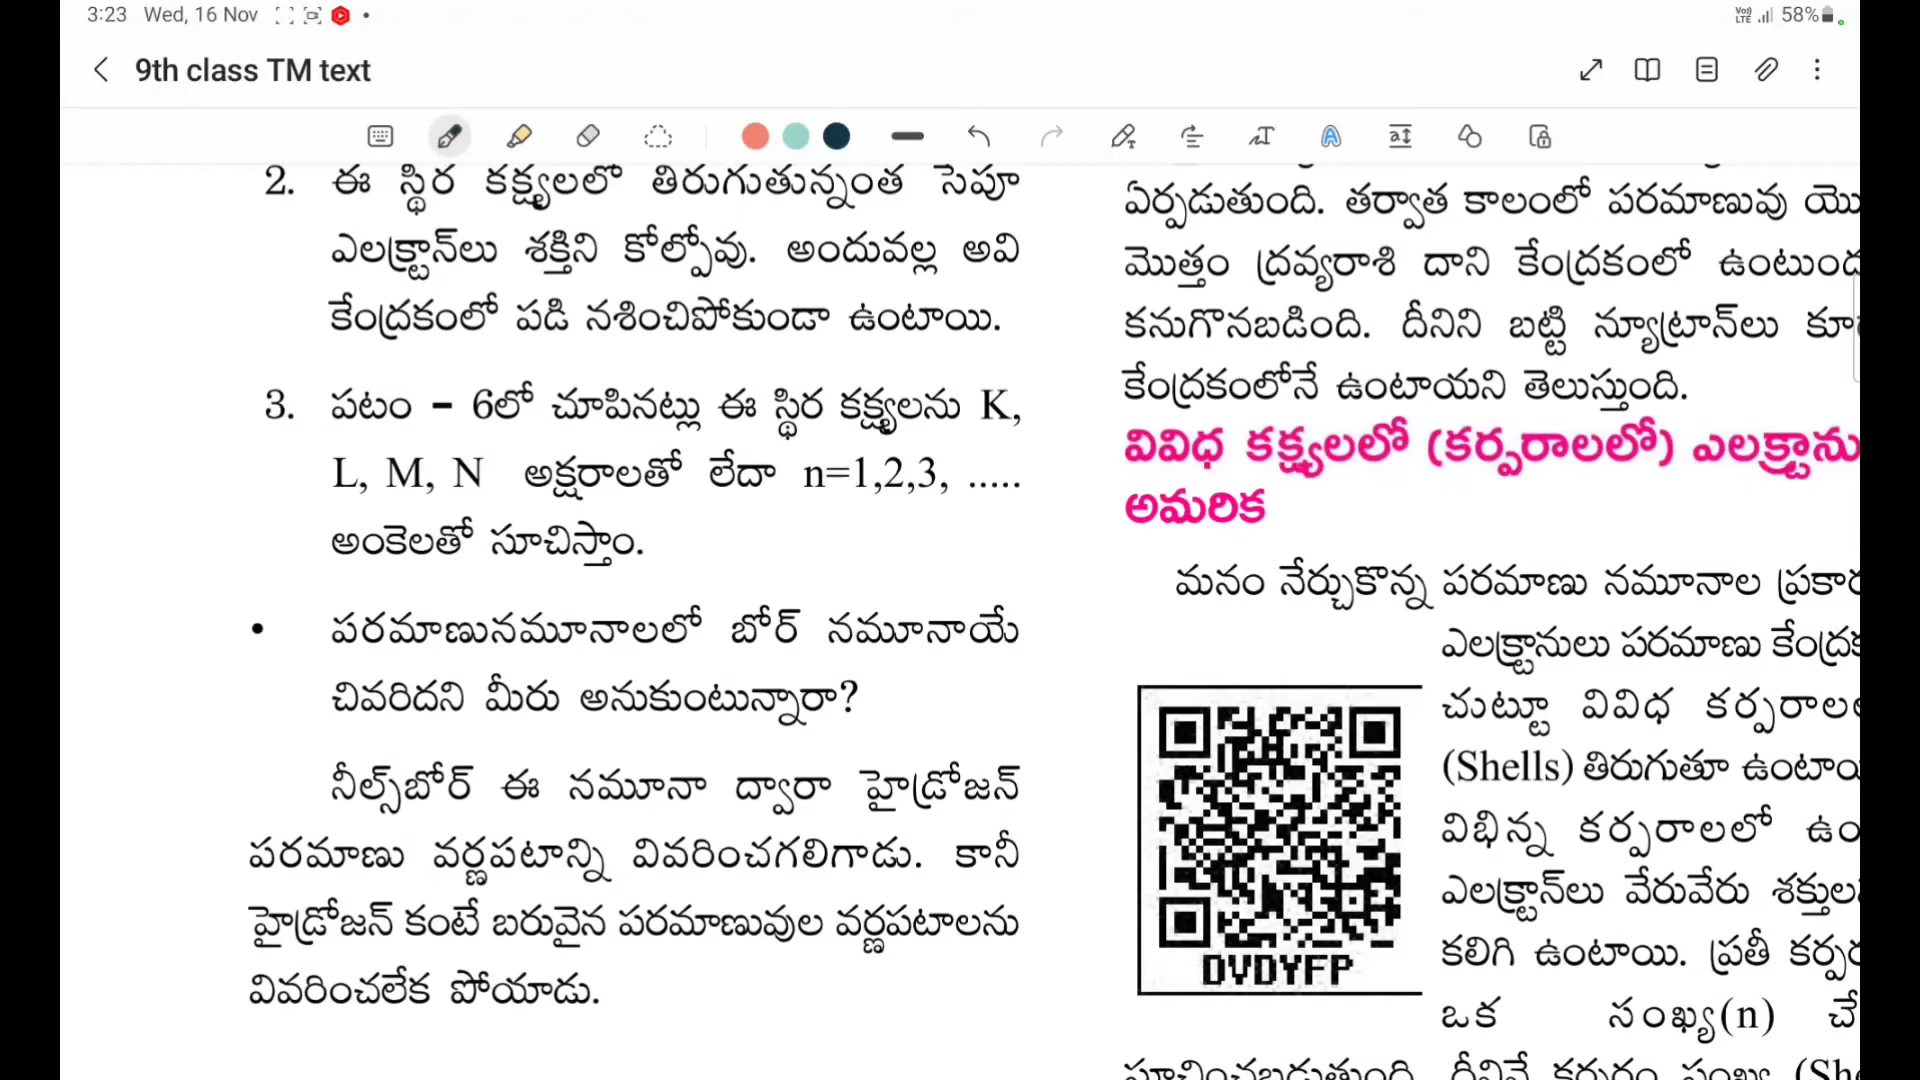 3:23 Wed, 16 Nov
58%
9th class TM text
2. ఈ స్థిర కక్ష్యలలో తిరుగుతున్నంత సేపూ
ఎలక్ట్రాన్‌లు శక్తిని కోల్పోవు. అందువల్ల అవి
కేంద్రకంలో పడి నశించిపోకుండా ఉంటాయి.
3. పటం - 6లో చూపినట్లు ఈ స్థిర కక్ష్యలను K,
L, M, N అక్షరాలతో లేదా n=1,2,3, .....
అంకెలతో సూచిస్తాం.
• పరమాణునమూనాలలో బోర్ నమూనాయే
చివరిదని మీరు అనుకుంటున్నారా?
నీల్స్‌బోర్ ఈ నమూనా ద్వారా హైడ్రోజన్
పరమాణు వర్ణపటాన్ని వివరించగలిగాడు. కానీ
హైడ్రోజన్ కంటే బరువైన పరమాణువుల వర్ణపటాలను
వివరించలేక పోయాడు.
ఏర్పడుతుంది. తర్వాత కాలంలో పరమాణువు
మొత్తం ద్రవ్యరాశి దాని కేంద్రకంలో
కనుగొనబడింది. దీనిని బట్టి న్యూట్రాన్‌లు
కేంద్రకంలోనే ఉంటాయని తెలుస్తుంది.
వివిధ కక్ష్యలలో (కర్పరాలలో) ఎలక్ట్రాను
అమరిక
మనం నేర్చుకొన్న పరమాణు నమూనాల
ఎలక్ట్రానులు పరమాణు
చుట్టూ వివిధ
(Shells) తిరుగుతూ
విభిన్న కర్పరాలలో
ఎలక్ట్రాన్‌లు వేరువేరు
కలిగి ఉంటాయి. ప్రతీ
ఒక సంఖ్య(n)
DVDYFP